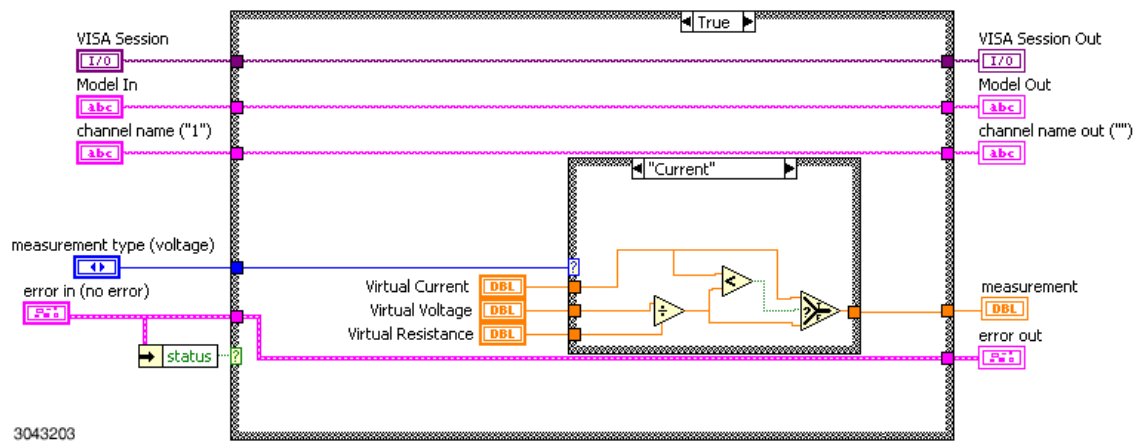 True
VISA Session
I/O
Model In
abc
channel name ("1")
abc
VISA Session Out
I/O
Model Out
abc
channel name out ("")
abc
"Current"
measurement type (voltage)
error in (no error)
status
?
?
Virtual Current
DBL
Virtual Voltage
DBL
Virtual Resistance
DBL
÷
<
?
F
measurement
DBL
error out
3043203